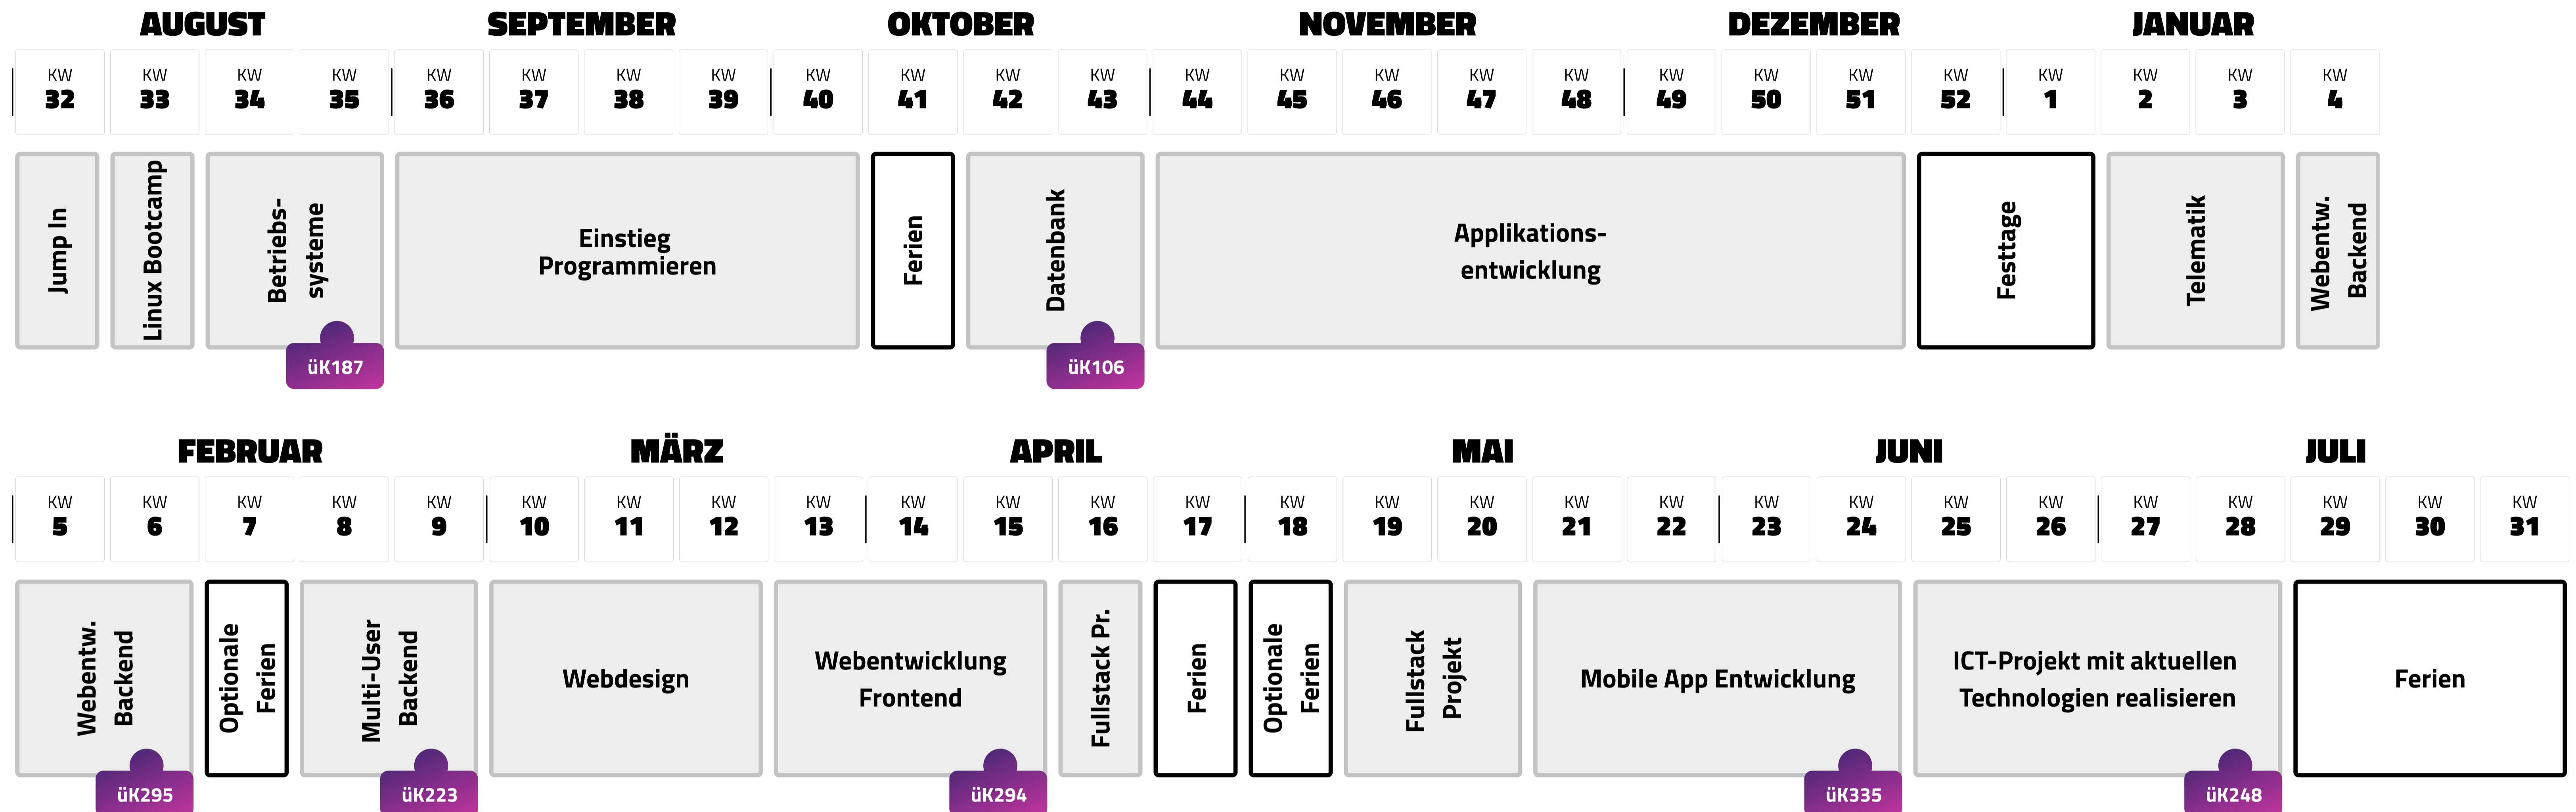 AUGUST SEPTEMBER OKTOBER NOVEMBER DEZEMBER JANUAR
KW KW KW KW KW KW KW KW KW KW KW KW KW KW KW KW KW KW KW KW KW KW KW KW KW
32 33 34 35 36 37 38 39 40 41 42 43 44 45 46 47 48 49 50 51 52 1 2 3 4
Jump In
Linux Bootcamp
Betriebs-
systeme
üK187
Einstieg
Programmieren
Ferien
Datenbank
üK106
Applikations-
entwicklung
Festtage
Telematik
Webentw.
Backend
FEBRUAR MÄRZ APRIL MAI JUNI JULI
KW KW KW KW KW KW KW KW KW KW KW KW KW KW KW KW KW KW KW KW KW KW KW KW KW KW KW
5 6 7 8 9 10 11 12 13 14 15 16 17 18 19 20 21 22 23 24 25 26 27 28 29 30 31
Webentw.
Backend
üK295
Optionale
Ferien
Multi-User
Backend
üK223
Webdesign
Webentwicklung
Frontend
üK294
Fullstack Pr.
Ferien
Optionale
Ferien
Fullstack
Projekt
Mobile App Entwicklung
üK335
ICT-Projekt mit aktuellen
Technologien realisieren
üK248
Ferien